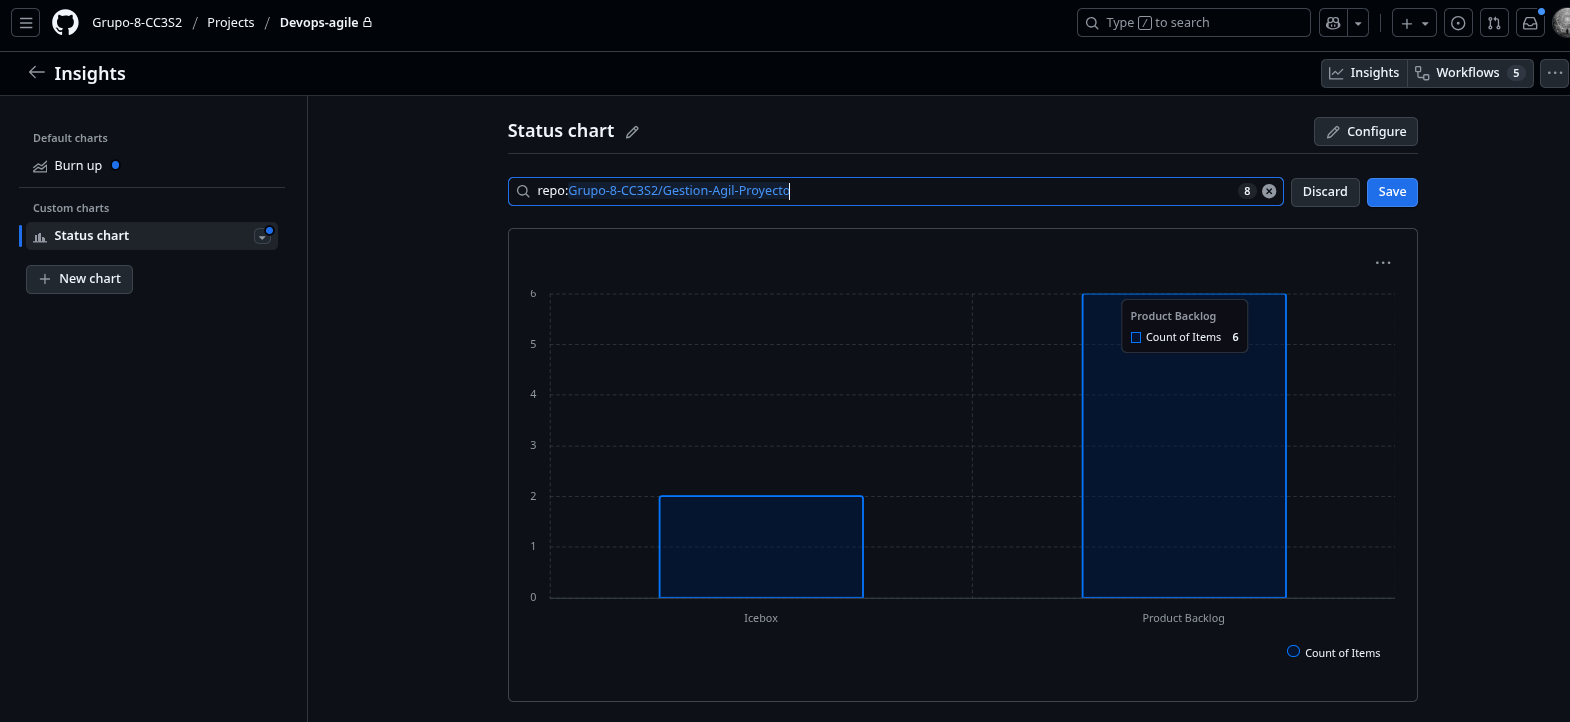 Grupo-8-CC3S2 / Projects / Devops-agile
Type / to search
Insights
Insights
Workflows 5
Default charts
Burn up
Custom charts
Status chart
New chart
Status chart
Configure
repo:Grupo-8-CC3S2/Gestion-Agil-Proyecto
8
Discard
Save
6
5
4
3
2
1
0
Product Backlog
Count of Items 6
Icebox
Product Backlog
Count of Items